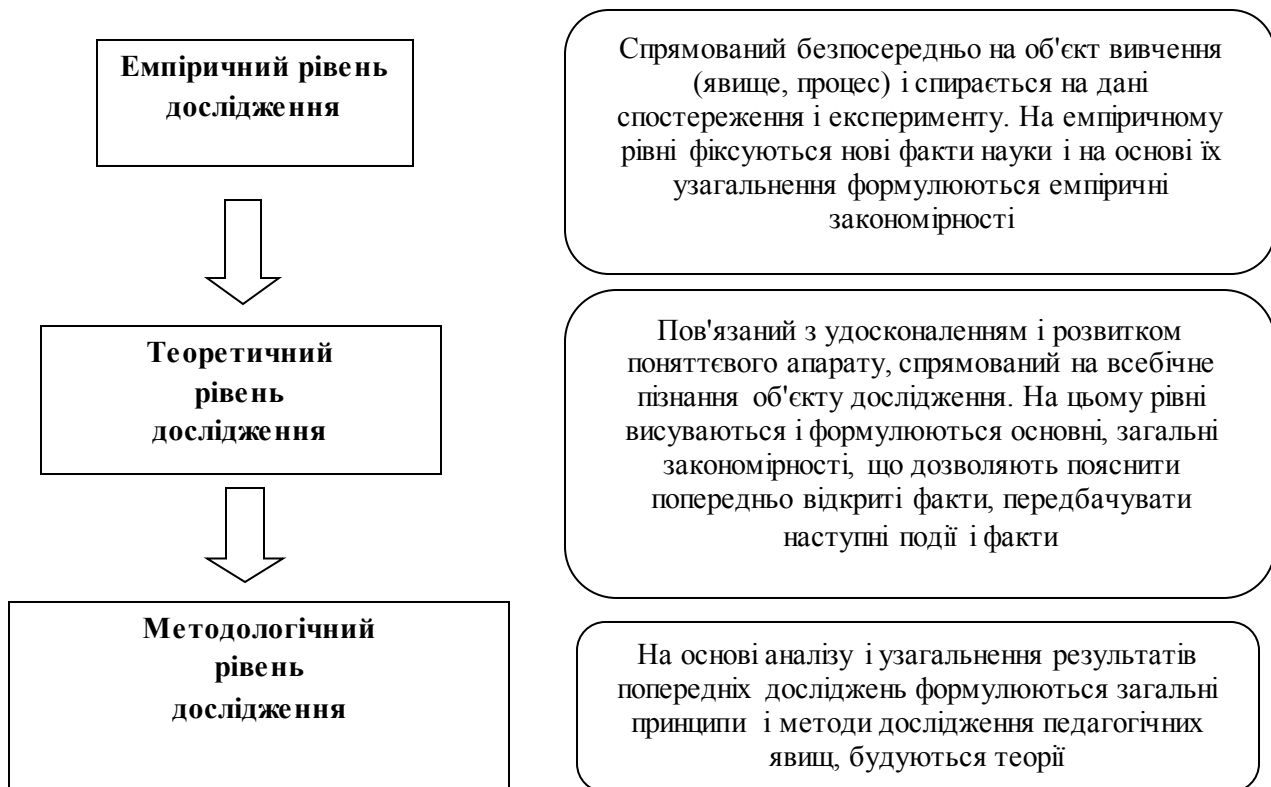 Емпіричний рівень
дослідження
Спрямований безпосередньо на об'єкт вивчення
(явище, процес) і спирається на дані
спостереження і експерименту. На емпіричному
рівні фіксуються нові факти науки і на основі їх
узагальнення формулюються емпіричні
закономірності
Теоретичний
рівень
дослідження
Пов'язаний з удосконаленням і розвитком
поняттєвого апарату, спрямований на всебічне
пізнання об'єкту дослідження. На цьому рівні
висуваються і формулюються основні, загальні
закономірності, що дозволяють пояснити
попередньо відкриті факти, передбачувати
наступні події і факти
Методологічний
рівень
дослідження
На основі аналізу і узагальнення результатів
попередніх досліджень формулюються загальні
принципи і методи дослідження педагогічних
явищ, будуються теорії